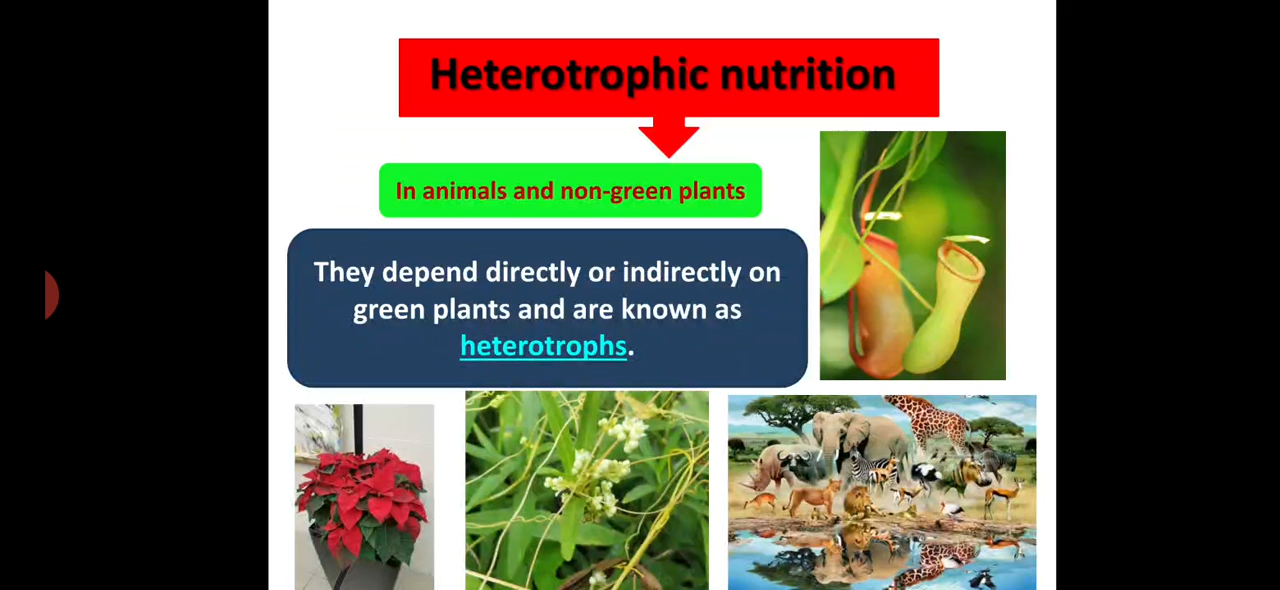 Heterotrophic nutrition
In animals and non-green plants
They depend directly or indirectly on
green plants and are known as
heterotrophs.